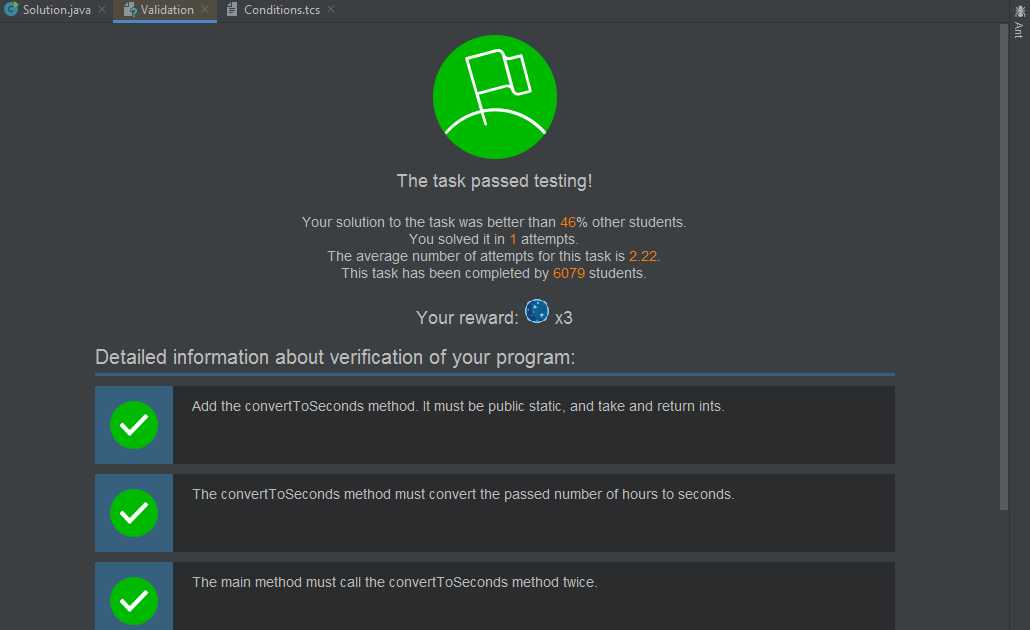 Solution.java
Validation
Conditions.tcs
Ant
The task passed testing!
Your solution to the task was better than 46% other students.
You solved it in 1 attempts.
The average number of attempts for this task is 2.22.
This task has been completed by 6079 students.
Your reward: x3
Detailed information about verification of your program:
Add the convertToSeconds method. It must be public static, and take and return ints.
The convertToSeconds method must convert the passed number of hours to seconds.
The main method must call the convertToSeconds method twice.